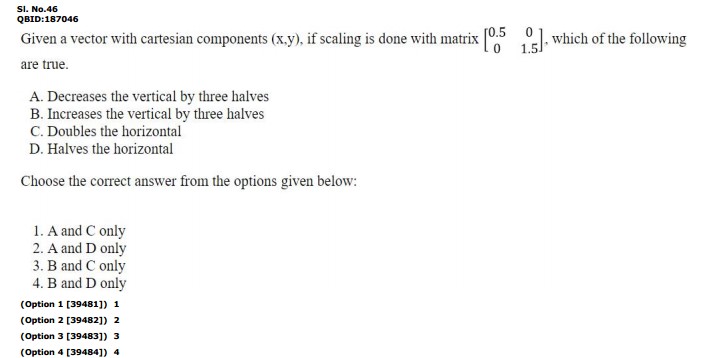 Sl. No.46
QBID:187046
Given a vector with cartesian components (x,y), if scaling is done with matrix [0.5 0 0 1.5], which of the following
are true.
A. Decreases the vertical by three halves
B. Increases the vertical by three halves
C. Doubles the horizontal
D. Halves the horizontal
Choose the correct answer from the options given below:
1. A and C only
2. A and D only
3. B and C only
4. B and D only
(Option 1 [39481]) 1
(Option 2 [39482]) 2
(Option 3 [39483]) 3
(Option 4 [39484]) 4